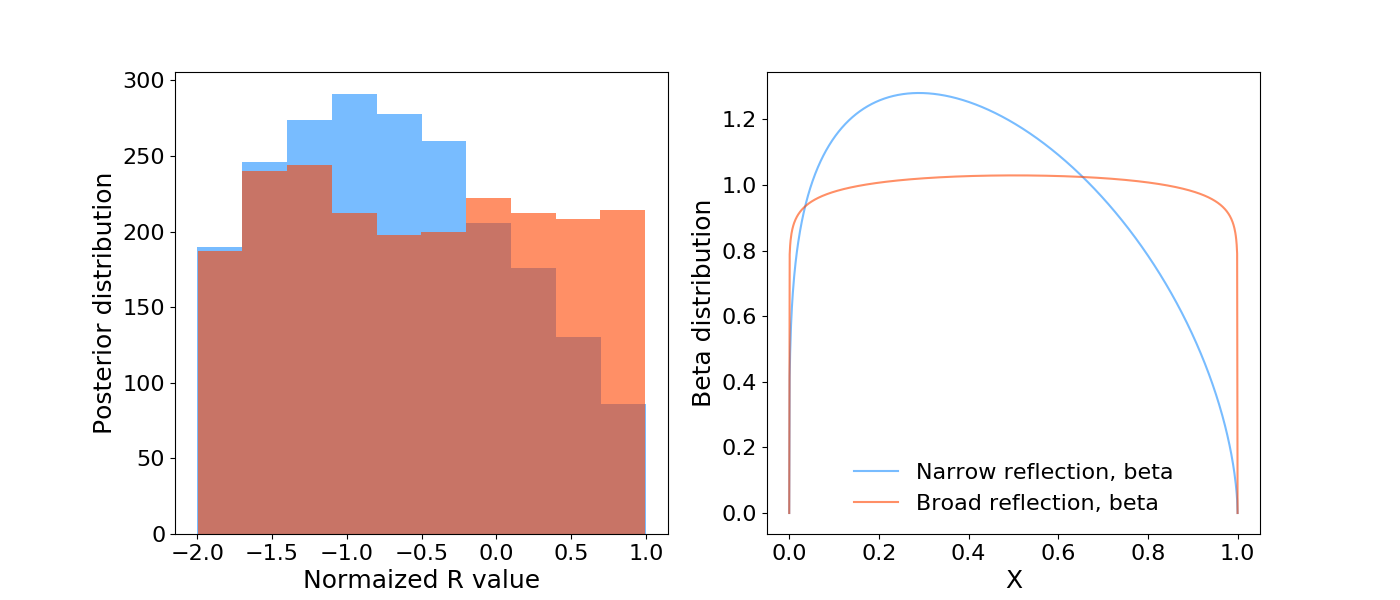 300
250
200
150
100
50
0
−2.0 −1.5 −1.0 −0.5 0.0 0.5 1.0
Normaized R value
Posterior distribution
1.2
1.0
0.8
0.6
0.4
0.2
0.0
0.0 0.2 0.4 0.6 0.8 1.0
X
Beta distribution
Narrow reflection, beta
Broad reflection, beta